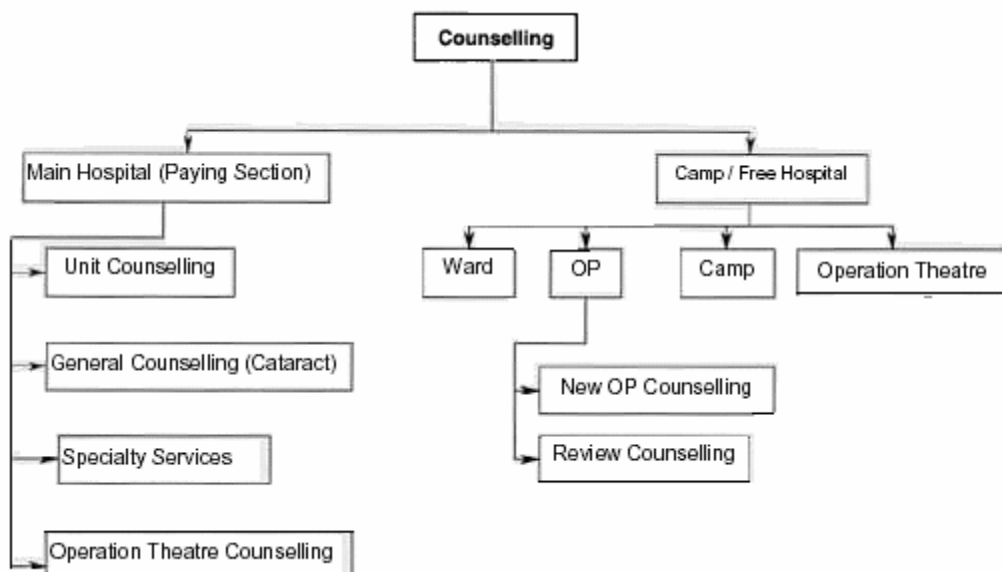 Counselling
Main Hospital (Paying Section)
Camp / Free Hospital
Unit Counselling
Ward
OP
Camp
Operation Theatre
General Counselling (Cataract)
New OP Counselling
Specialty Services
Review Counselling
Operation Theatre Counselling